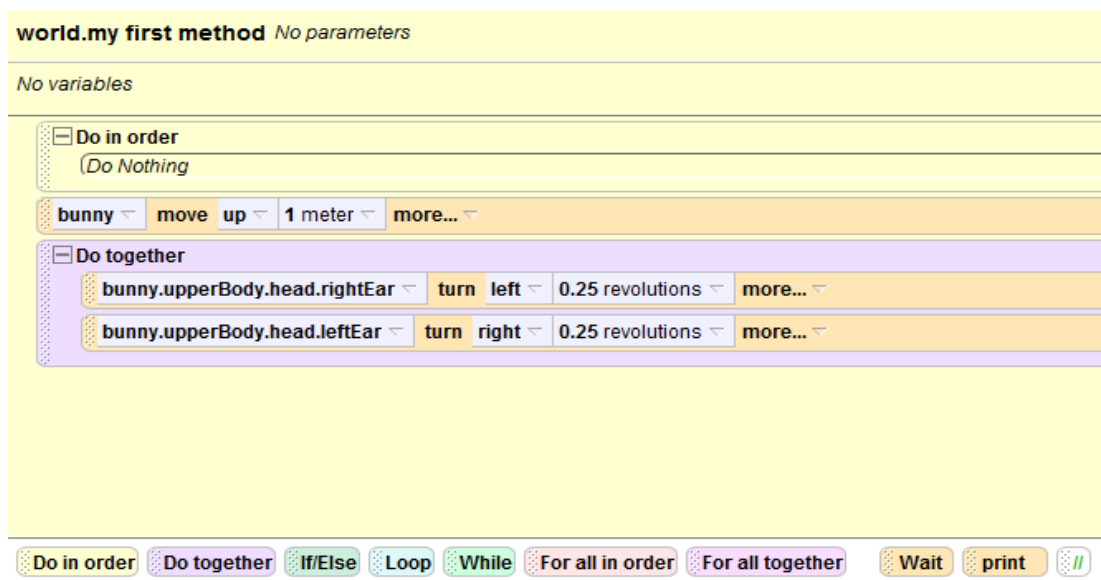 world.my first method No parameters
No variables
Do in order
(Do Nothing
bunny move up 1 meter more...
Do together
bunny.upperBody.head.rightEar turn left 0.25 revolutions more...
bunny.upperBody.head.leftEar turn right 0.25 revolutions more...
Do in order Do together If/Else Loop While For all in order For all together Wait print //